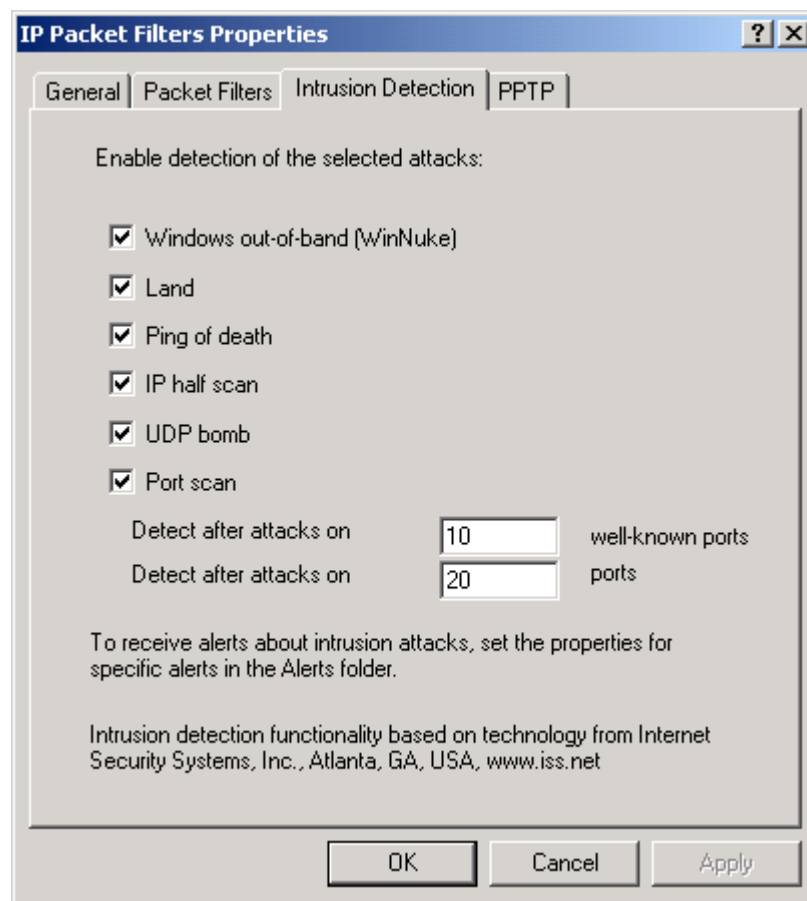 IP Packet Filters Properties
General Packet Filters Intrusion Detection PPTP
Enable detection of the selected attacks:
Windows out-of-band (WinNuke)
Land
Ping of death
IP half scan
UDP bomb
Port scan
Detect after attacks on 10 well-known ports
Detect after attacks on 20 ports
To receive alerts about intrusion attacks, set the properties for
specific alerts in the Alerts folder.
Intrusion detection functionality based on technology from Internet
Security Systems, Inc., Atlanta, GA, USA, www.iss.net
OK Cancel Apply